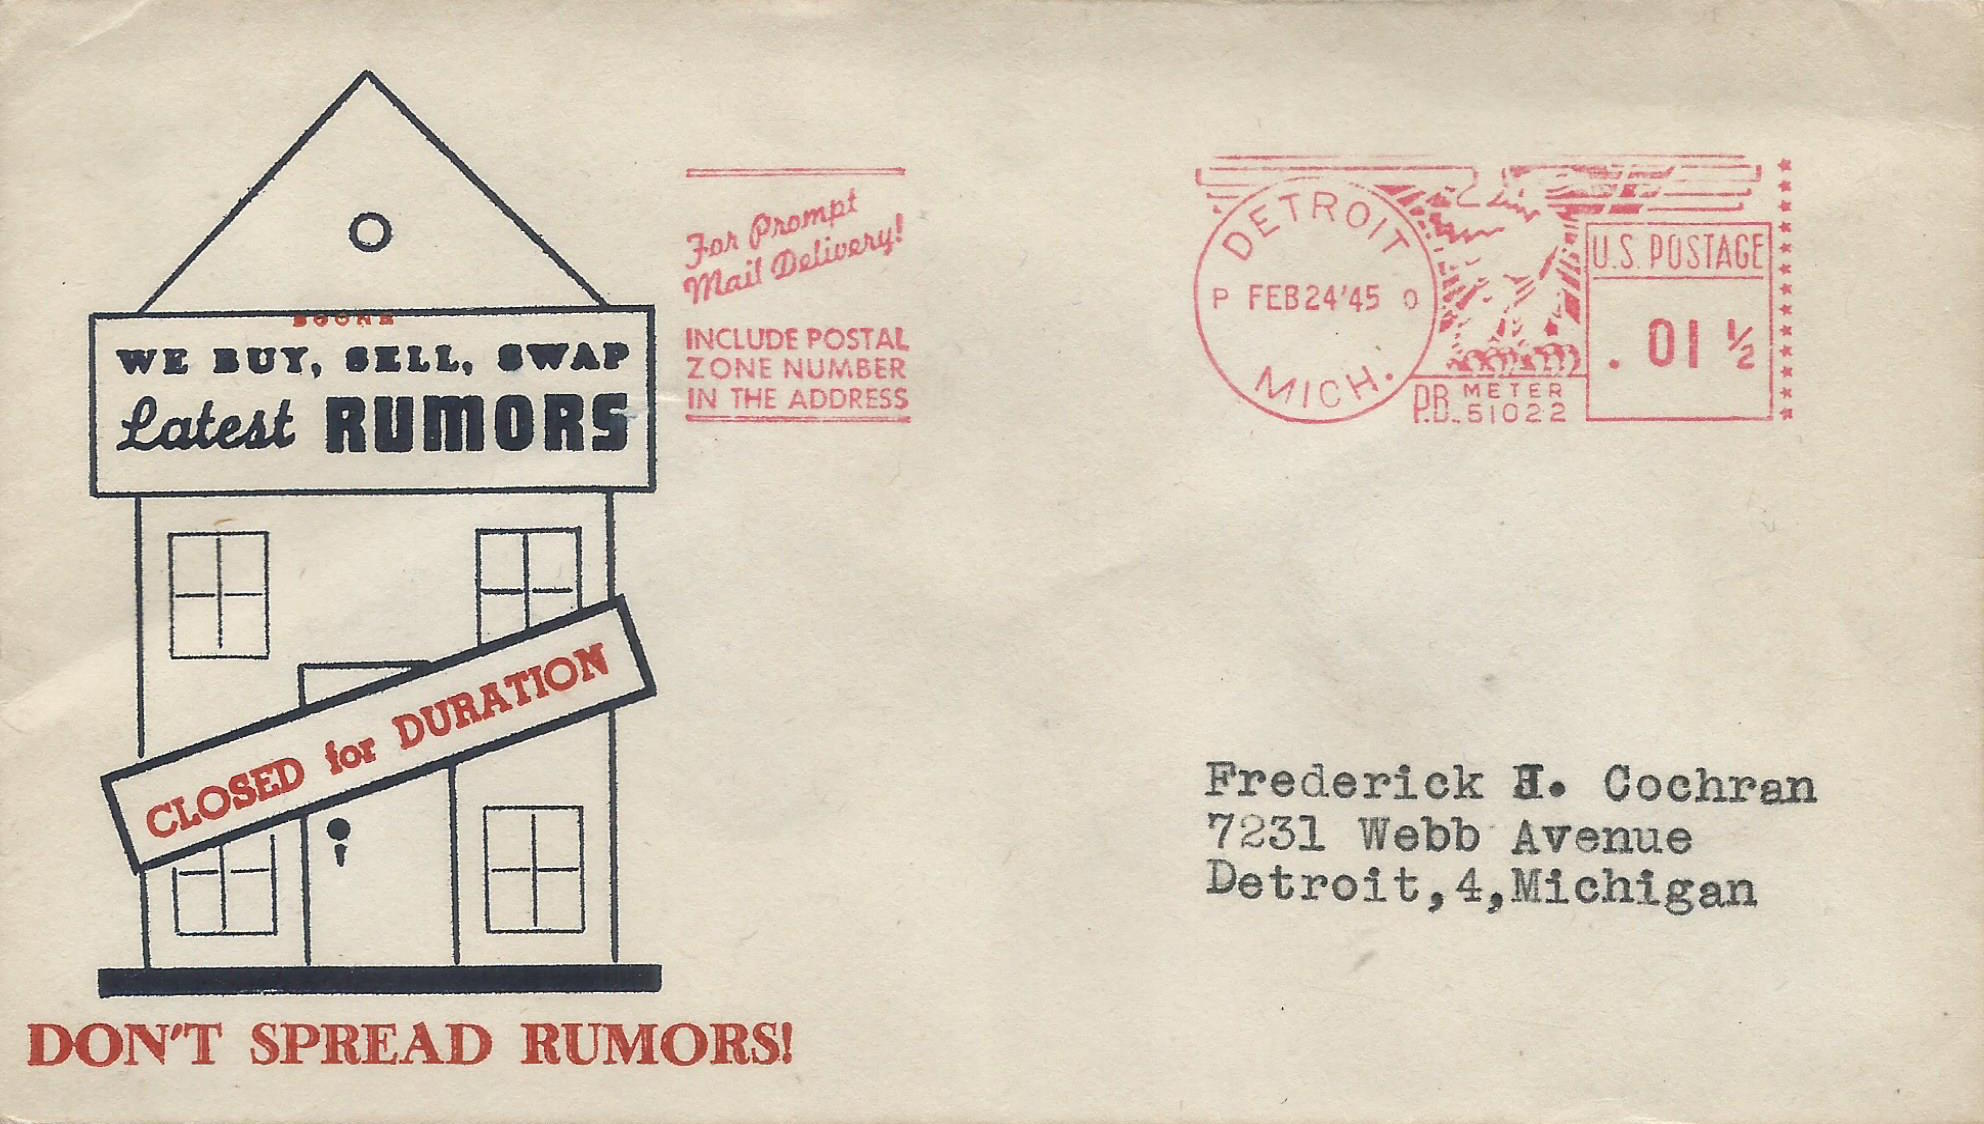 BOONE
WE BUY, SELL, SWAP
Latest RUMORS
CLOSED for DURATION
DON'T SPREAD RUMORS!
For Prompt
Mail Delivery!
INCLUDE POSTAL
ZONE NUMBER
IN THE ADDRESS
DETROIT
P FEB 24 '45 O
MICH.
P.B. METER
51022
U.S. POSTAGE
.01 ½
Frederick H. Cochran
7231 Webb Avenue
Detroit,4,Michigan